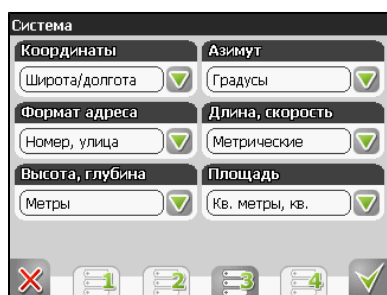 Система
Координаты Азимут
Широта/долгота Градусы
Формат адреса Длина, скорость
Номер, улица Метрические
Высота, глубина Площадь
Метры Кв. метры, кв.
1 2 3 4